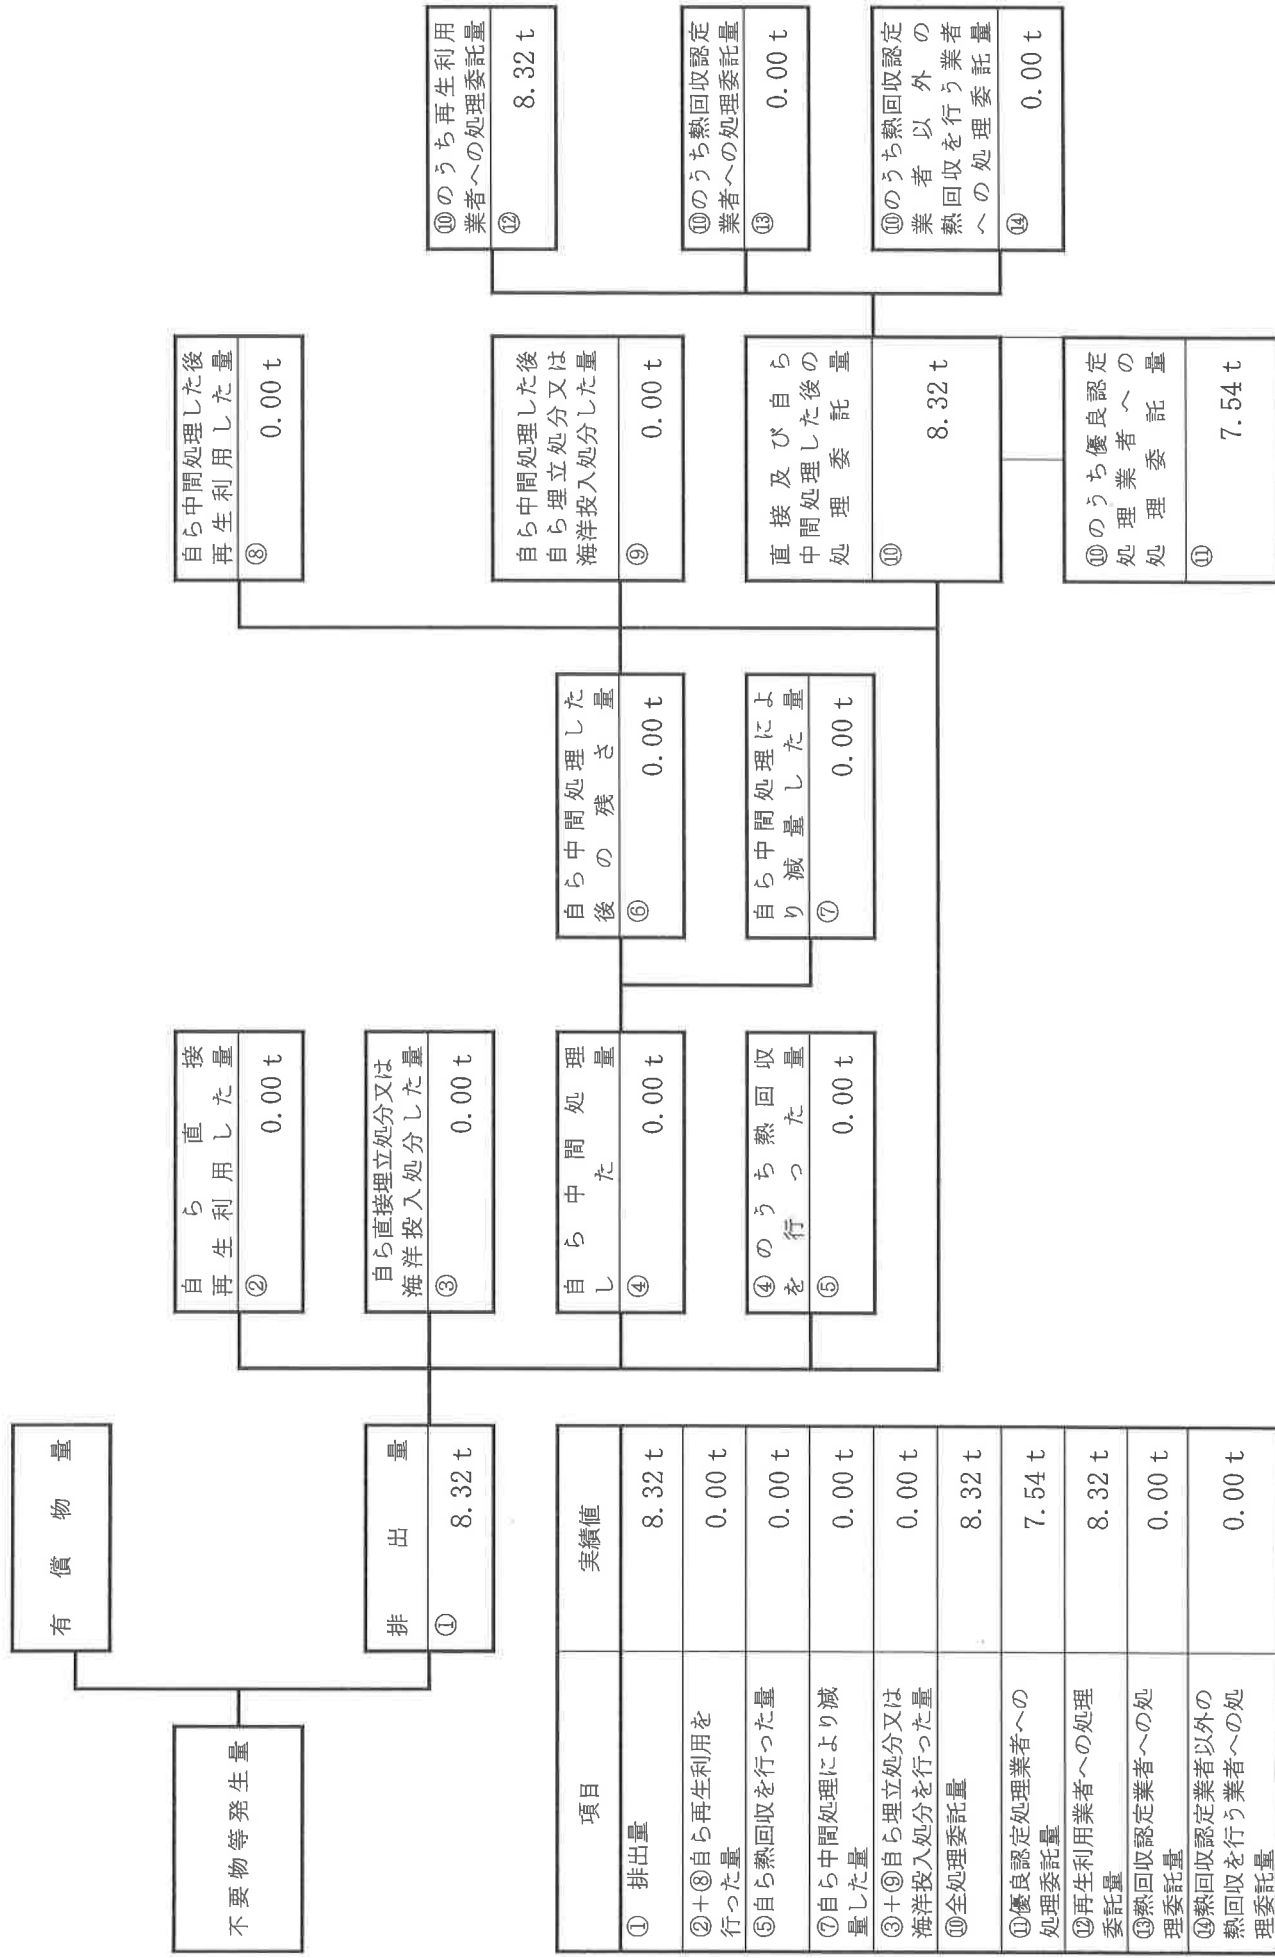 不要物等発生量
有償物量
排出量
① 8.32 t
自ら直接
再生利用した量
② 0.00 t
自ら直接埋立処分又は
海洋投入処分した量
③ 0.00 t
自ら中間処理
した量
④ 0.00 t
④のうち熱回収
を行った量
⑤ 0.00 t
自ら中間処理した
後の残さ量
⑥ 0.00 t
自ら中間処理によ
り減量した量
⑦ 0.00 t
自ら中間処理した後
再生利用した量
⑧ 0.00 t
自ら中間処理した後
自ら埋立処分又は
海洋投入処分した量
⑨ 0.00 t
直接及び自ら
中間処理した後の
処理委託量
⑩ 8.32 t
⑩のうち優良認定
処理業者への
処理委託量
⑪ 7.54 t
⑩のうち再生利用
業者への処理委託量
⑫ 8.32 t
⑩のうち熱回収認定
業者への処理委託量
⑬ 0.00 t
⑩のうち熱回収認定
業者以外の
熱回収を行う業者
への処理委託量
⑭ 0.00 t
項目 実績値
① 排出量 8.32 t
②+⑧自ら再生利用を
行った量 0.00 t
⑤自ら熱回収を行った量 0.00 t
⑦自ら中間処理により減
量した量 0.00 t
③+⑨自ら埋立処分又は
海洋投入処分を行った量 0.00 t
⑩全処理委託量 8.32 t
⑪優良認定処理業者への
処理委託量 7.54 t
⑫再生利用業者への処理
委託量 8.32 t
⑬熱回収認定業者への処
理委託量 0.00 t
⑭熱回収認定業者以外の
熱回収を行う業者への処
理委託量 0.00 t